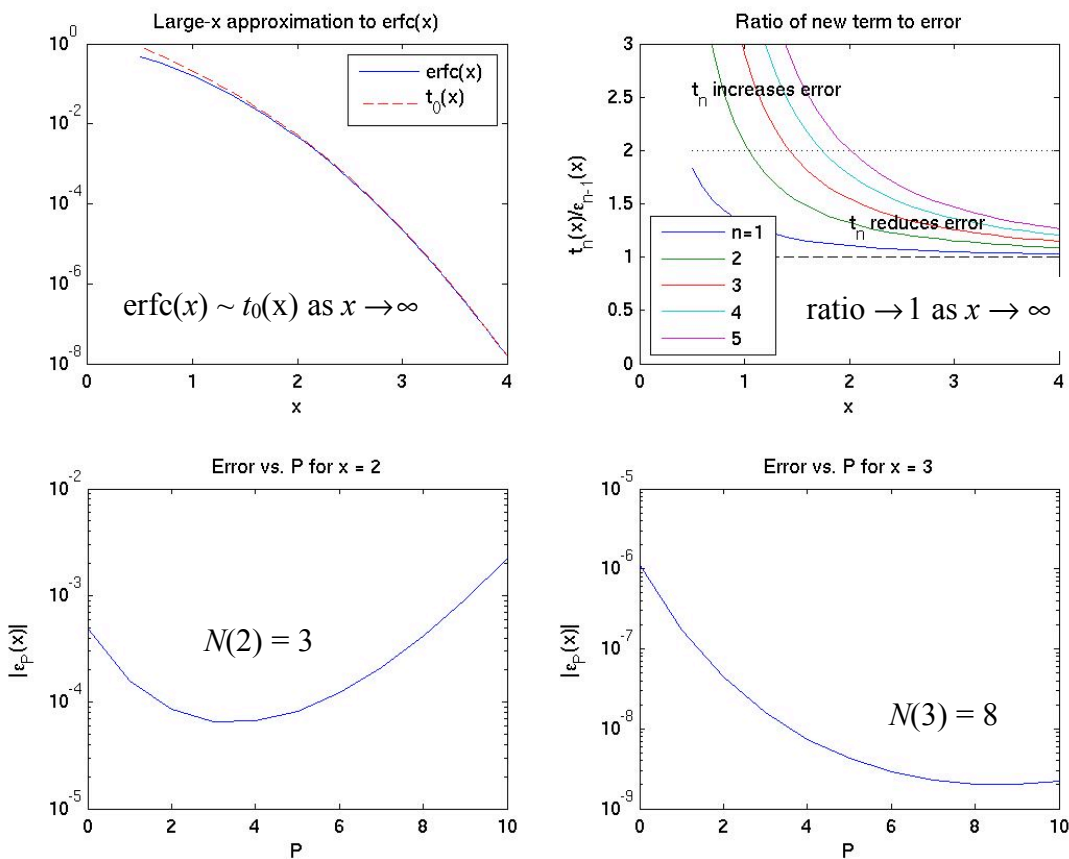 Large-x approximation to erfc(x)
10^0
10^-2
10^-4
10^-6
10^-8
erfc(x)
t_0(x)
erfc(x) ~ t_0(x) as x → ∞
0 1 2 3 4
x
Ratio of new term to error
t_n(x)/ε_{n-1}(x)
3
2.5
2
1.5
1
0.5
0
t_n increases error
t_n reduces error
n=1
2
3
4
5
ratio → 1 as x → ∞
0 1 2 3 4
x
Error vs. P for x = 2
|ε_P(x)|
10^-2
10^-3
10^-4
10^-5
N(2) = 3
0 2 4 6 8 10
P
Error vs. P for x = 3
|ε_P(x)|
10^-5
10^-6
10^-7
10^-8
10^-9
N(3) = 8
0 2 4 6 8 10
P